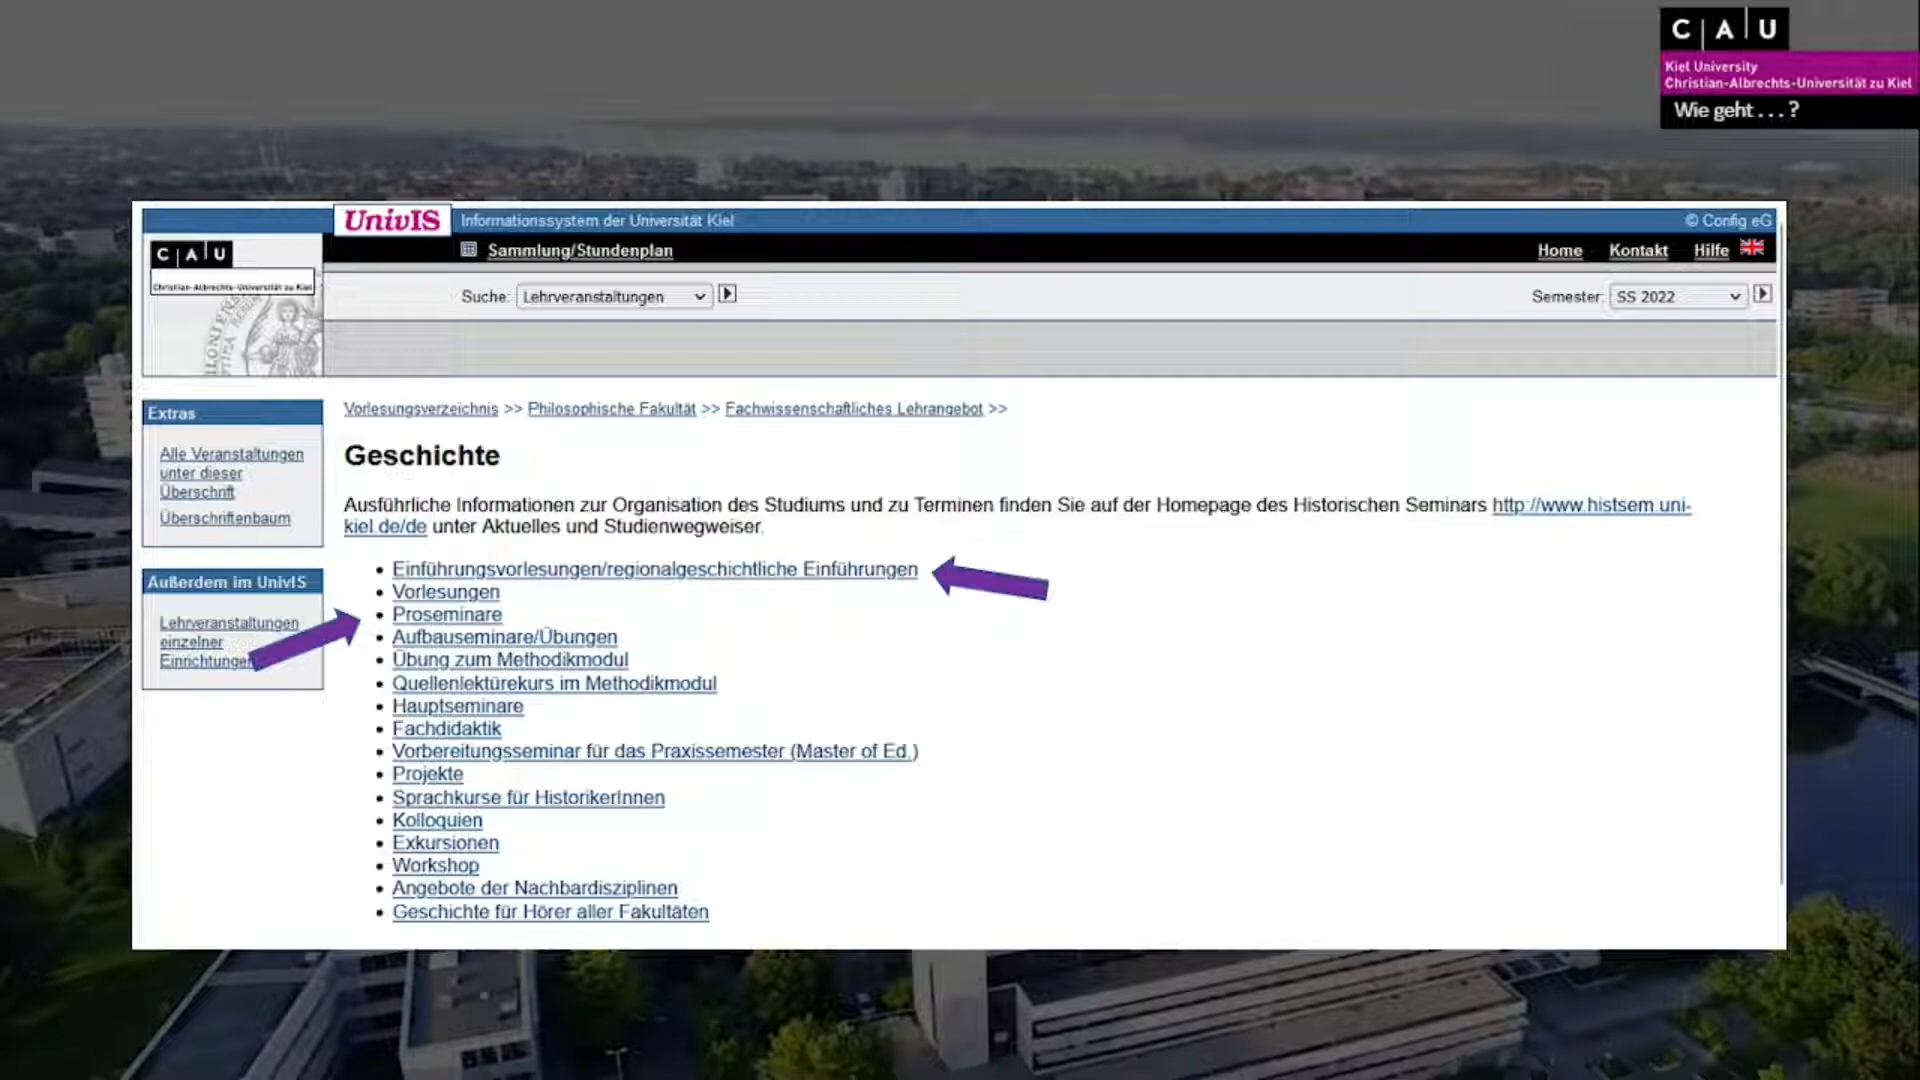 C A U
Kiel University
Christian-Albrechts-Universität zu Kiel
Wie geht...?
UnivIS Informationssystem der Universität Kiel © Config eG
Sammlung/Stundenplan Home Kontakt Hilfe
C A U
Christian-Albrechts-Universität zu Kiel
Suche: Lehrveranstaltungen Semester: SS 2022
Extras
Alle Veranstaltungen
unter dieser
Überschrift
Überschriftenbaum
Außerdem im UnivIS
Lehrveranstaltungen
einzelner
Einrichtungen
Vorlesungsverzeichnis >> Philosophische Fakultät >> Fachwissenschaftliches Lehrangebot >>
Geschichte
Ausführliche Informationen zur Organisation des Studiums und zu Terminen finden Sie auf der Homepage des Historischen Seminars http://www.histsem.uni-
kiel.de/de unter Aktuelles und Studienwegweiser.
• Einführungsvorlesungen/regionalgeschichtliche Einführungen
• Vorlesungen
• Proseminare
• Aufbauseminare/Übungen
• Übung zum Methodikmodul
• Quellenlektürekurs im Methodikmodul
• Hauptseminare
• Fachdidaktik
• Vorbereitungsseminar für das Praxissemester (Master of Ed.)
• Projekte
• Sprachkurse für HistorikerInnen
• Kolloquien
• Exkursionen
• Workshop
• Angebote der Nachbardisziplinen
• Geschichte für Hörer aller Fakultäten